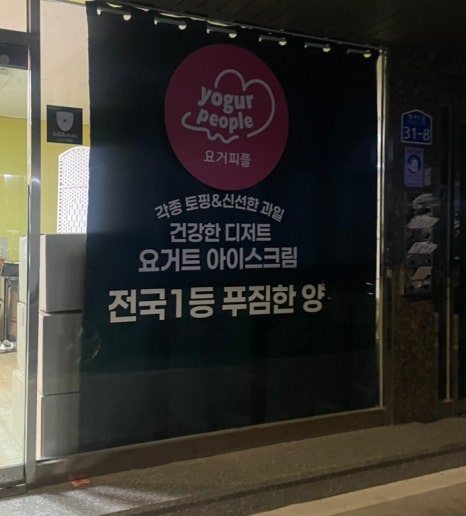 yogur
people
요거피플
각종 토핑&신선한 과일
건강한 디저트
요거트 아이스크림
전국1등 푸짐한 양
31-8